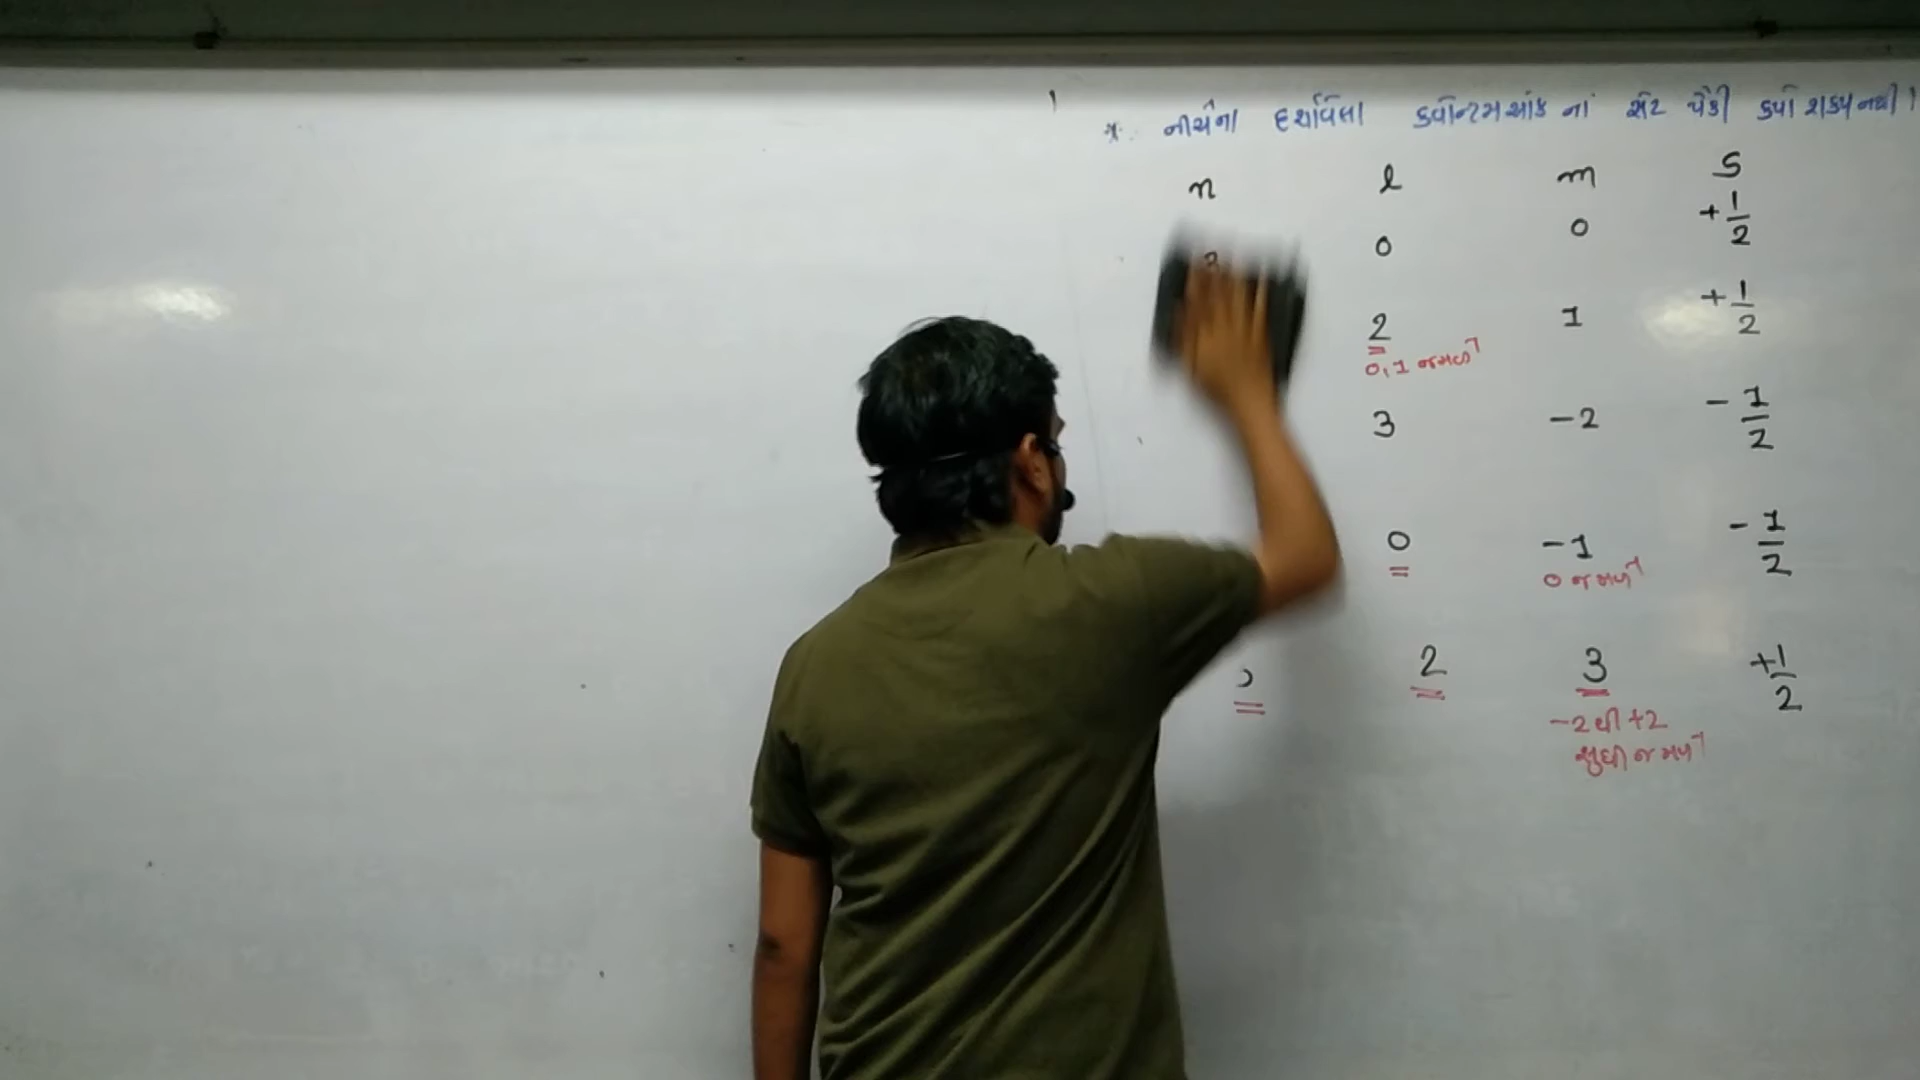 * નીચેના દર્શાવેલા ક્વોન્ટમઆંક નાં સેટ પૈકી કયો શક્ય નથી ?
n l m S
0 0 +1/2
2 1 +1/2
0, 1 જ મળે
3 -2 -1/2
0 -1 -1/2
0 જ મળે
2 3 +1/2
-2 થી +2
સુધી જ મળે